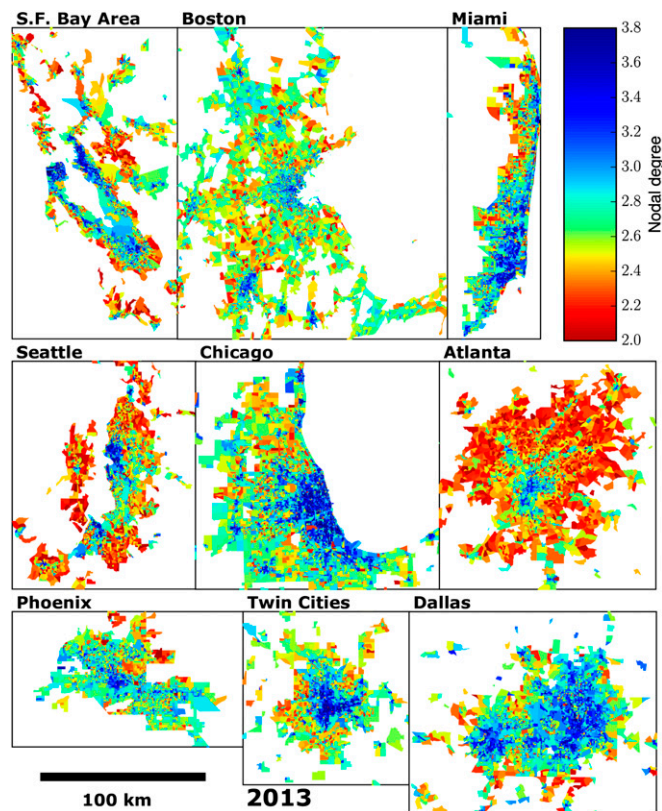 S.F. Bay Area
Boston
Miami
3.8
3.6
3.4
3.2
3.0
2.8
2.6
2.4
2.2
2.0
Nodal degree
Seattle
Chicago
Atlanta
Phoenix
Twin Cities
Dallas
100 km
2013